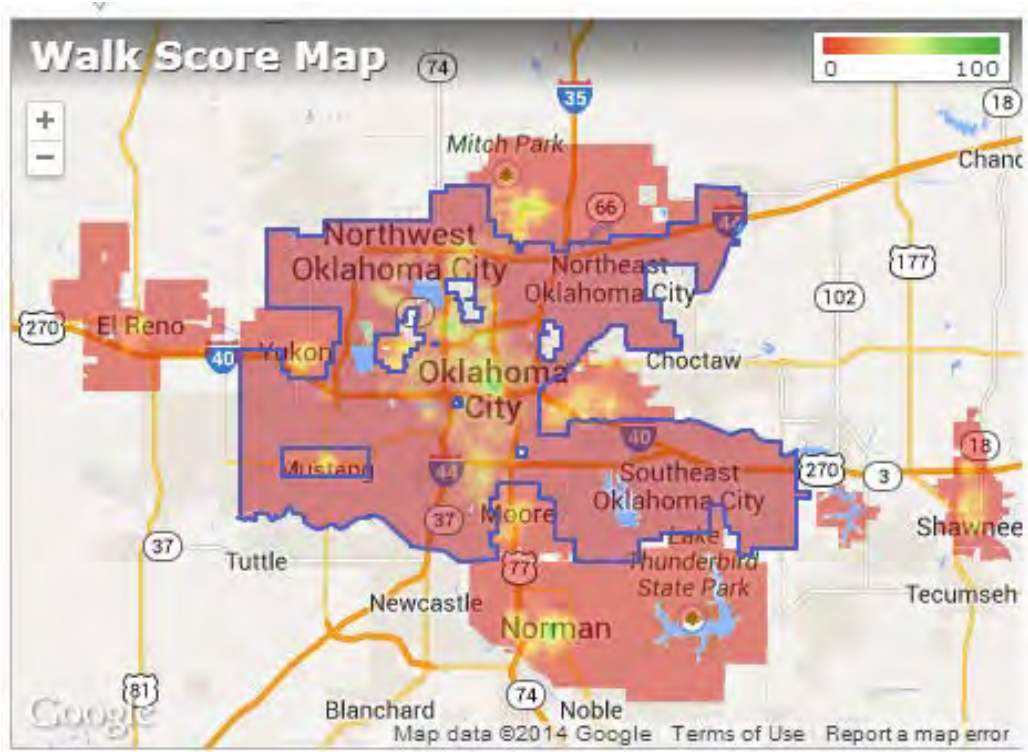 Walk Score Map
0 100
+
−
74
35
18
Mitch Park
Chand
66
44
Northwest
Oklahoma City
Northeast
Oklahoma City
177
102
270
El Reno
40
Yukon
Choctaw
Oklahoma
City
40
18
Mustang
44
Southeast
Oklahoma City
270
3
37
Moore
Shawnee
37
Lake
Thunderbird
State Park
Tuttle
77
Newcastle
Tecumseh
Norman
81
74
Blanchard
Noble
Google
Map data ©2014 Google Terms of Use Report a map error